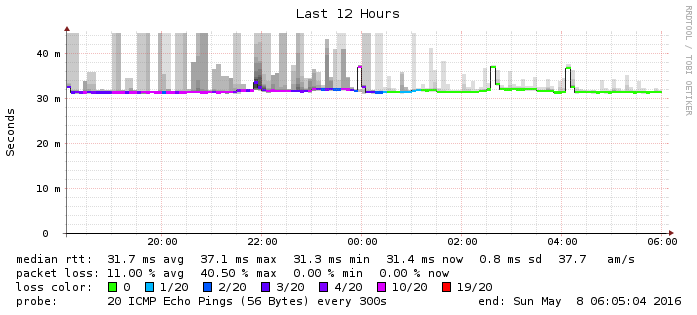 Last 12 Hours
RRDTOOL / TOBI OETIKER
Seconds
40 m
30 m
20 m
10 m
0
20:00 22:00 00:00 02:00 04:00 06:00
median rtt: 31.7 ms avg 37.1 ms max 31.3 ms min 31.4 ms now 0.8 ms sd 37.7 am/s
packet loss: 11.00 % avg 40.50 % max 0.00 % min 0.00 % now
loss color: 0 1/20 2/20 3/20 4/20 10/20 19/20
probe: 20 ICMP Echo Pings (56 Bytes) every 300s end: Sun May 8 06:05:04 2016